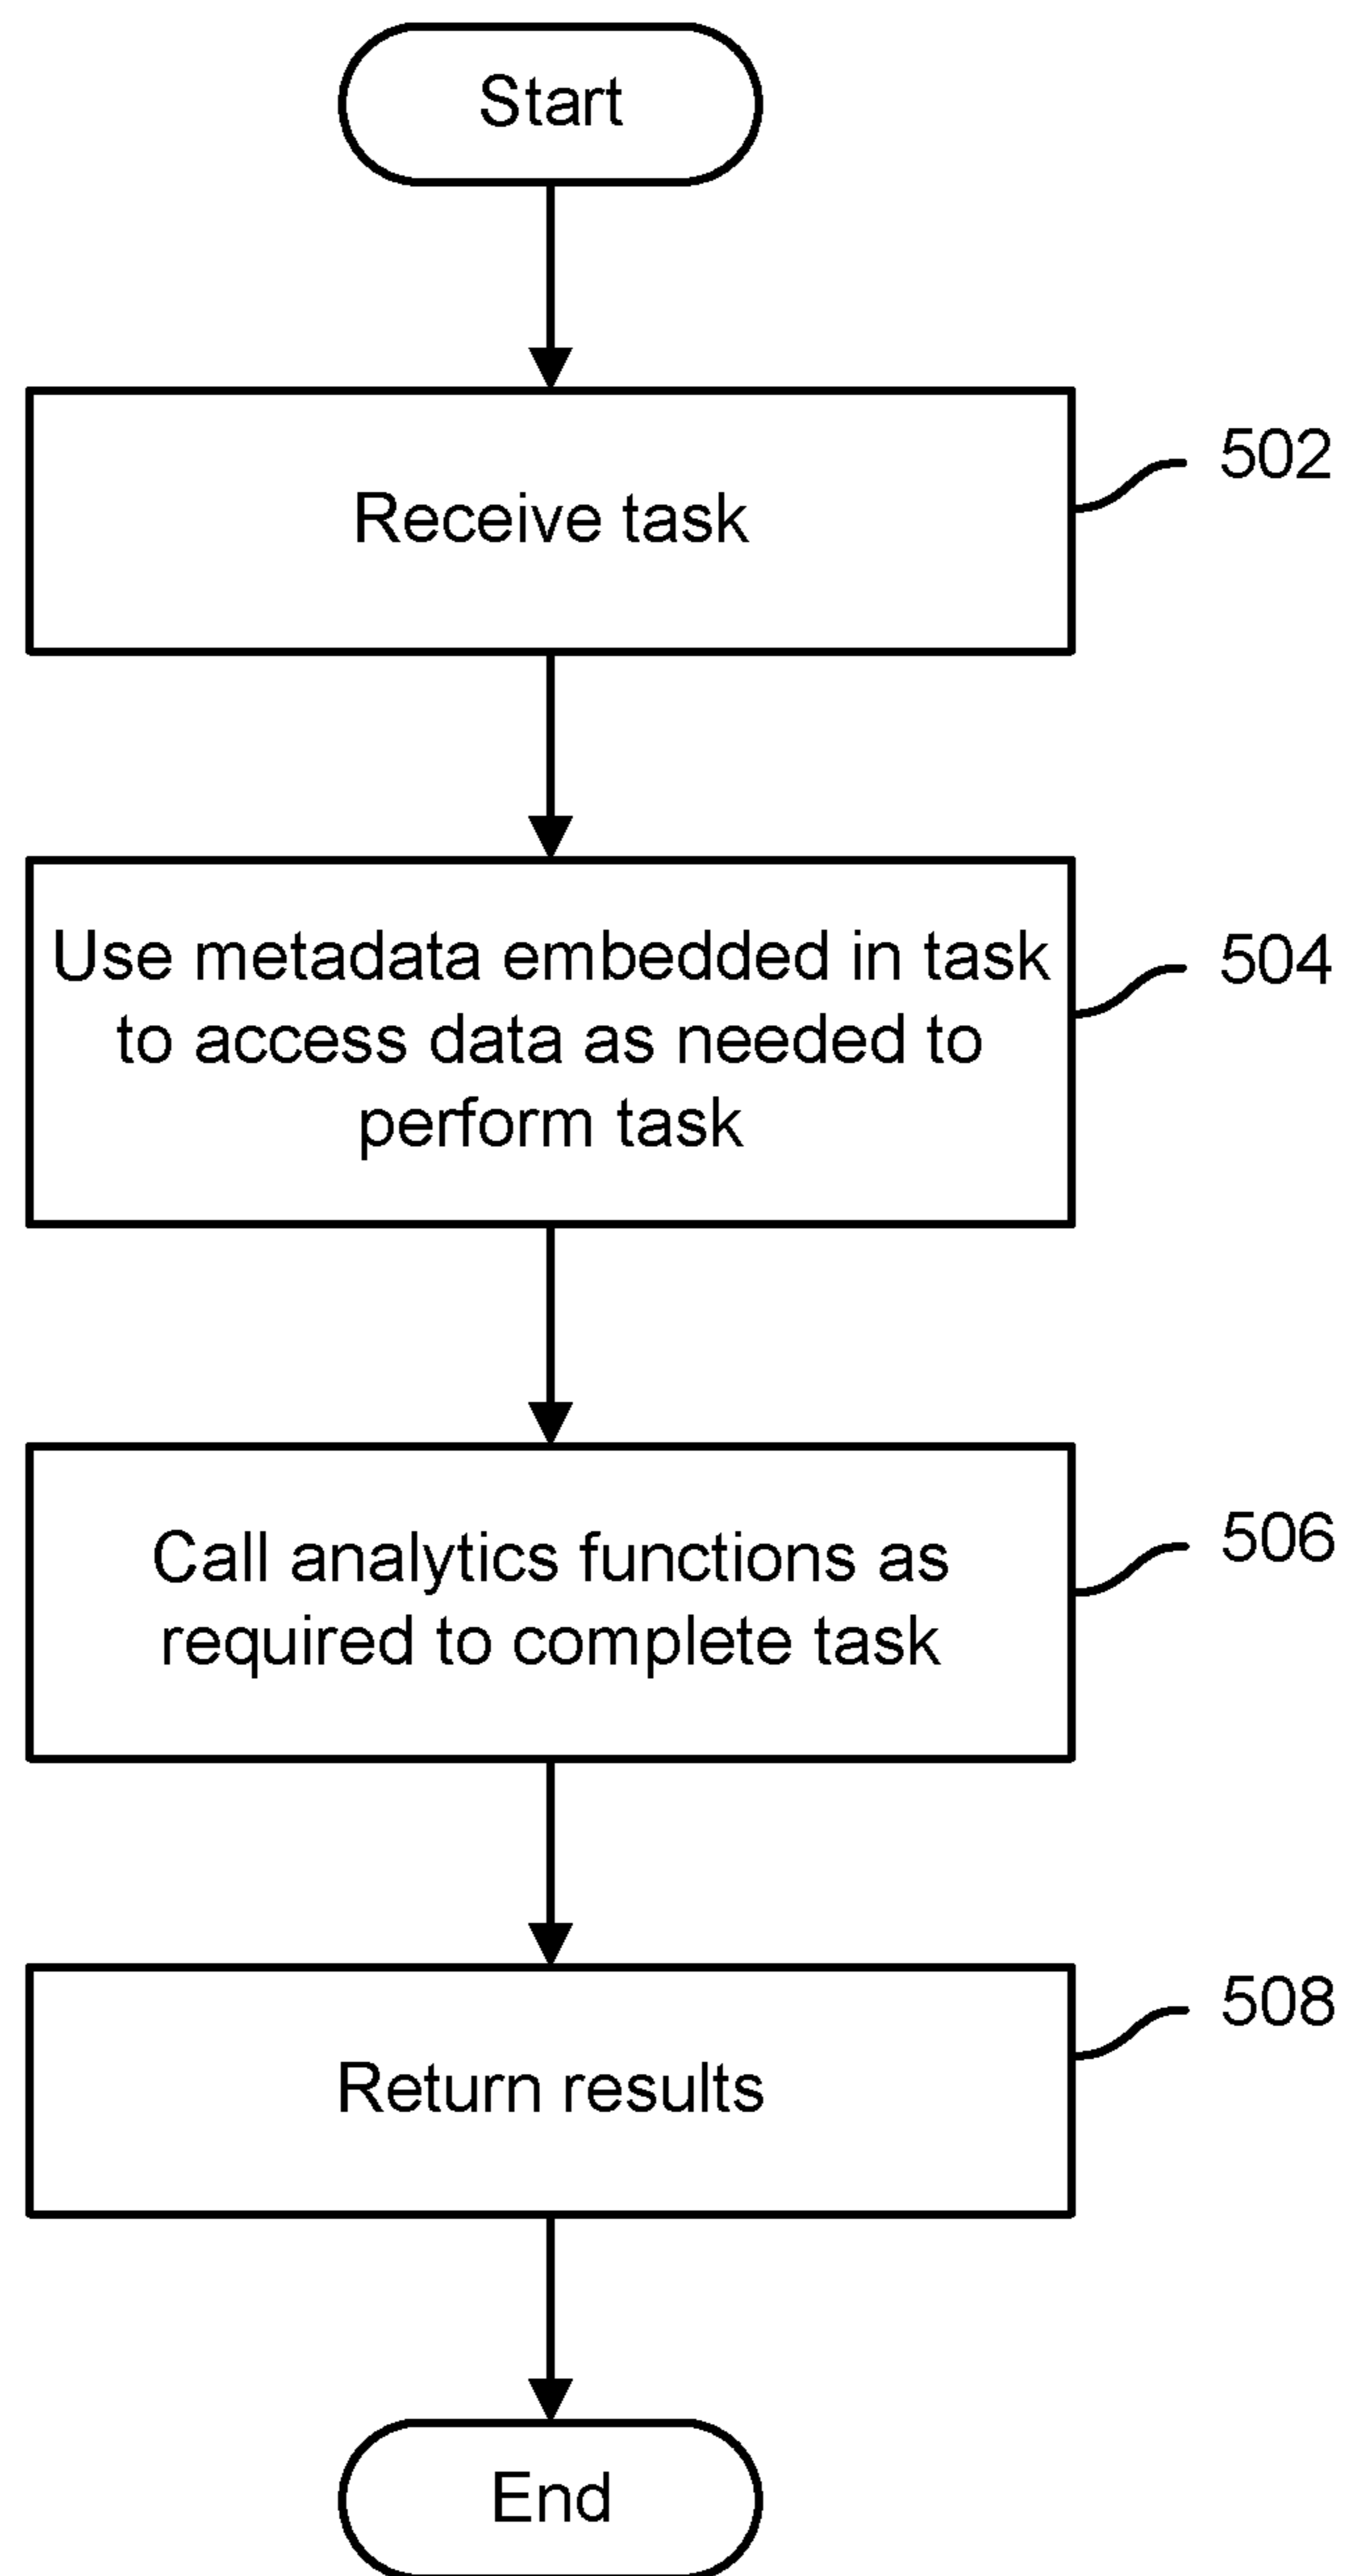 Start
Receive task
502
Use metadata embedded in task
to access data as needed to
perform task
504
Call analytics functions as
required to complete task
506
Return results
508
End